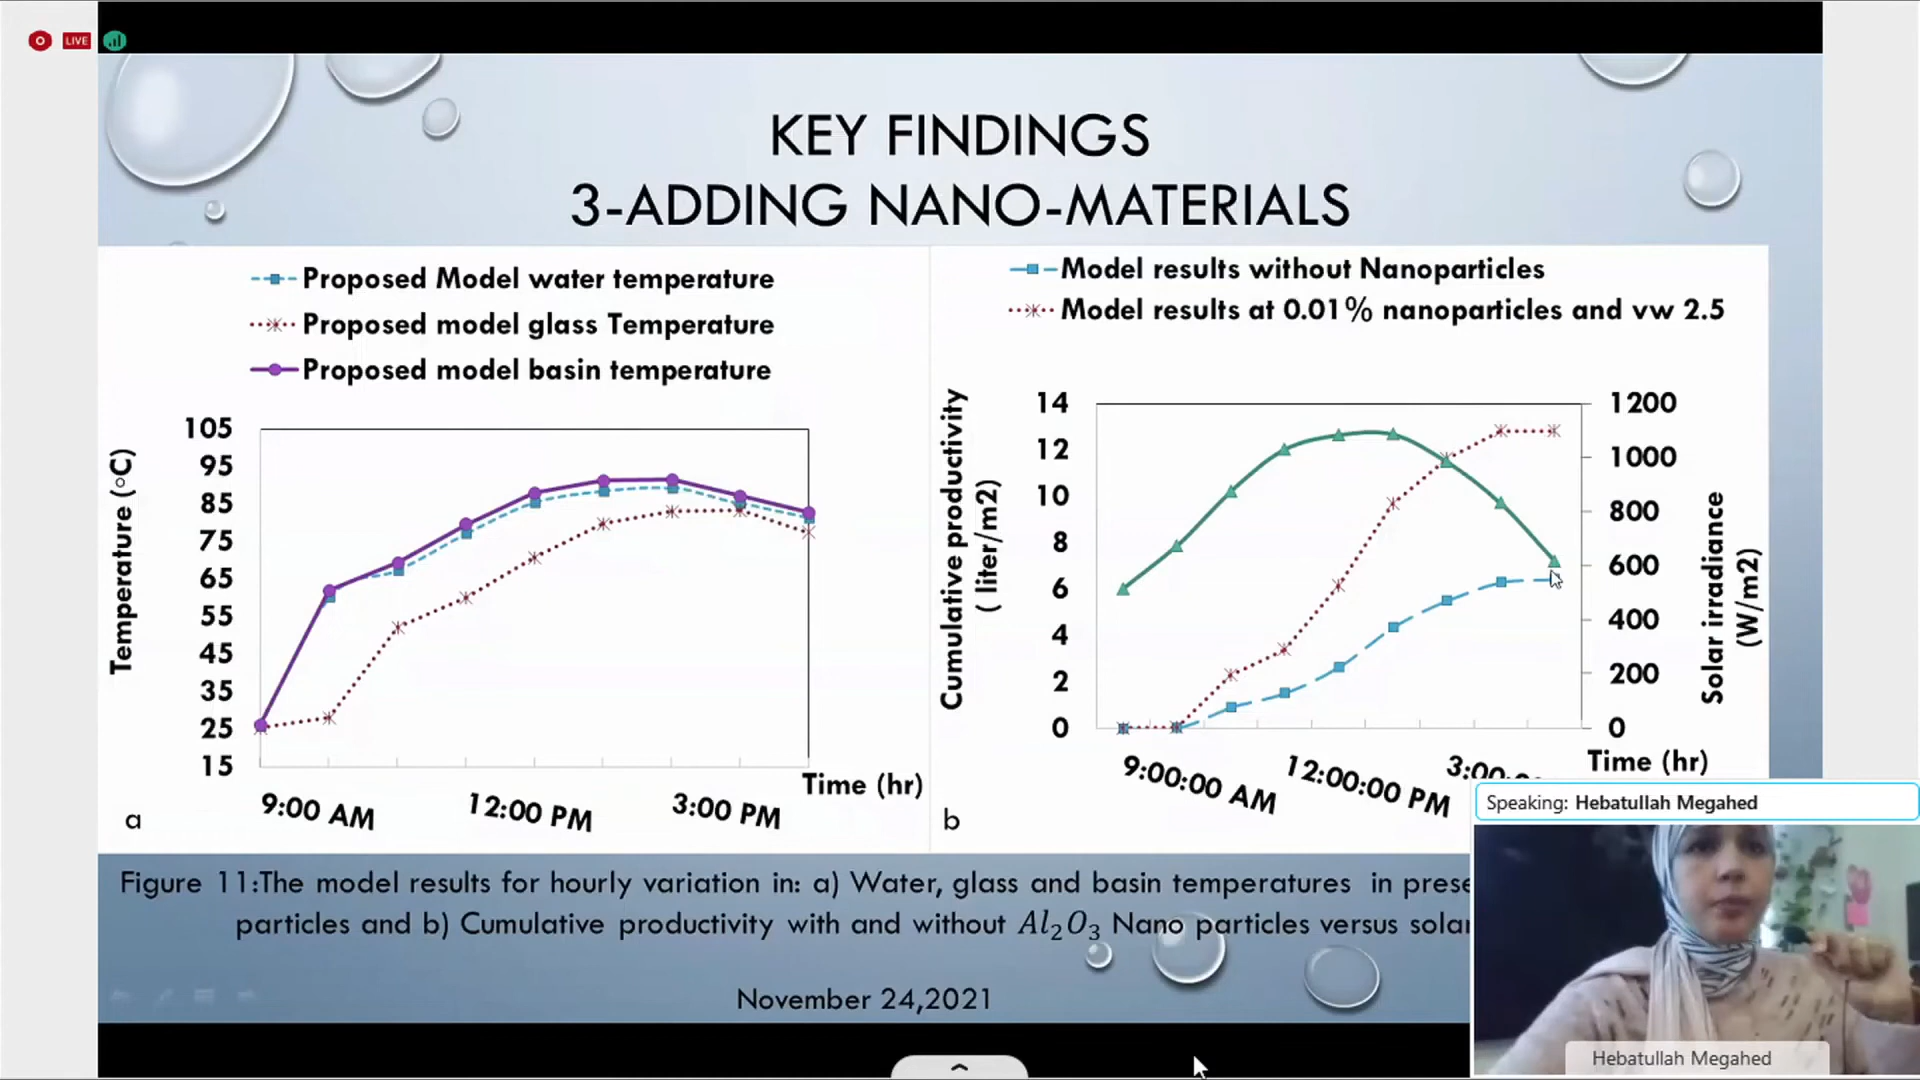 LIVE
KEY FINDINGS
3-ADDING NANO-MATERIALS
Proposed Model water temperature
Proposed model glass Temperature
Proposed model basin temperature
Temperature (°C)
105
95
85
75
65
55
45
35
25
15
9:00 AM
12:00 PM
3:00 PM
Time (hr)
a
Model results without Nanoparticles
Model results at 0.01% nanoparticles and vw 2.5
Cumulative productivity
( liter/m2)
14
12
10
8
6
4
2
0
1200
1000
800
600
400
200
0
Solar irradiance
(W/m2)
9:00:00 AM
12:00:00 PM
Time (hr)
b
Figure 11:The model results for hourly variation in: a) Water, glass and basin temperatures in
particles and b) Cumulative productivity with and without Al₂O₃ Nano particles versus
November 24,2021
Speaking: Hebatullah Megahed
Hebatullah Megahed